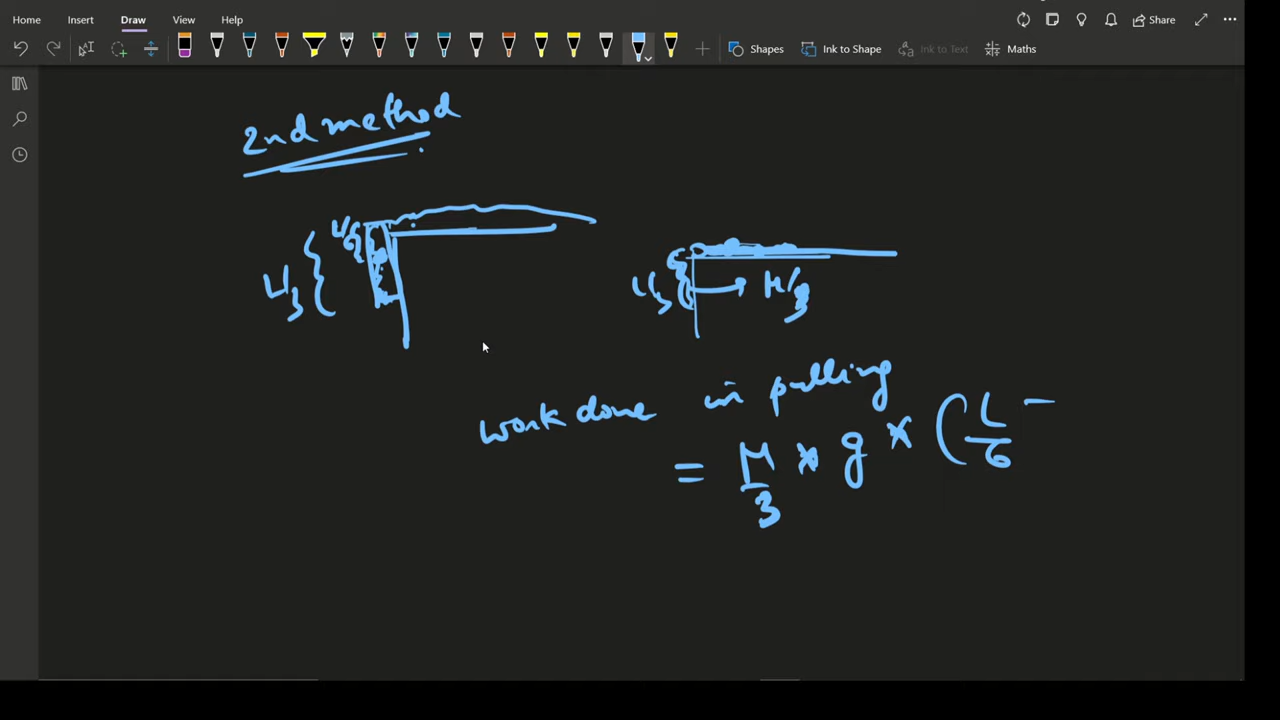 Home Insert Draw View Help
Share
Shapes Ink to Shape Ink to Text Maths
2nd method
L/6
L/3
L/3
M/3
work done in pulling
= M/3 * g * (L/6 -